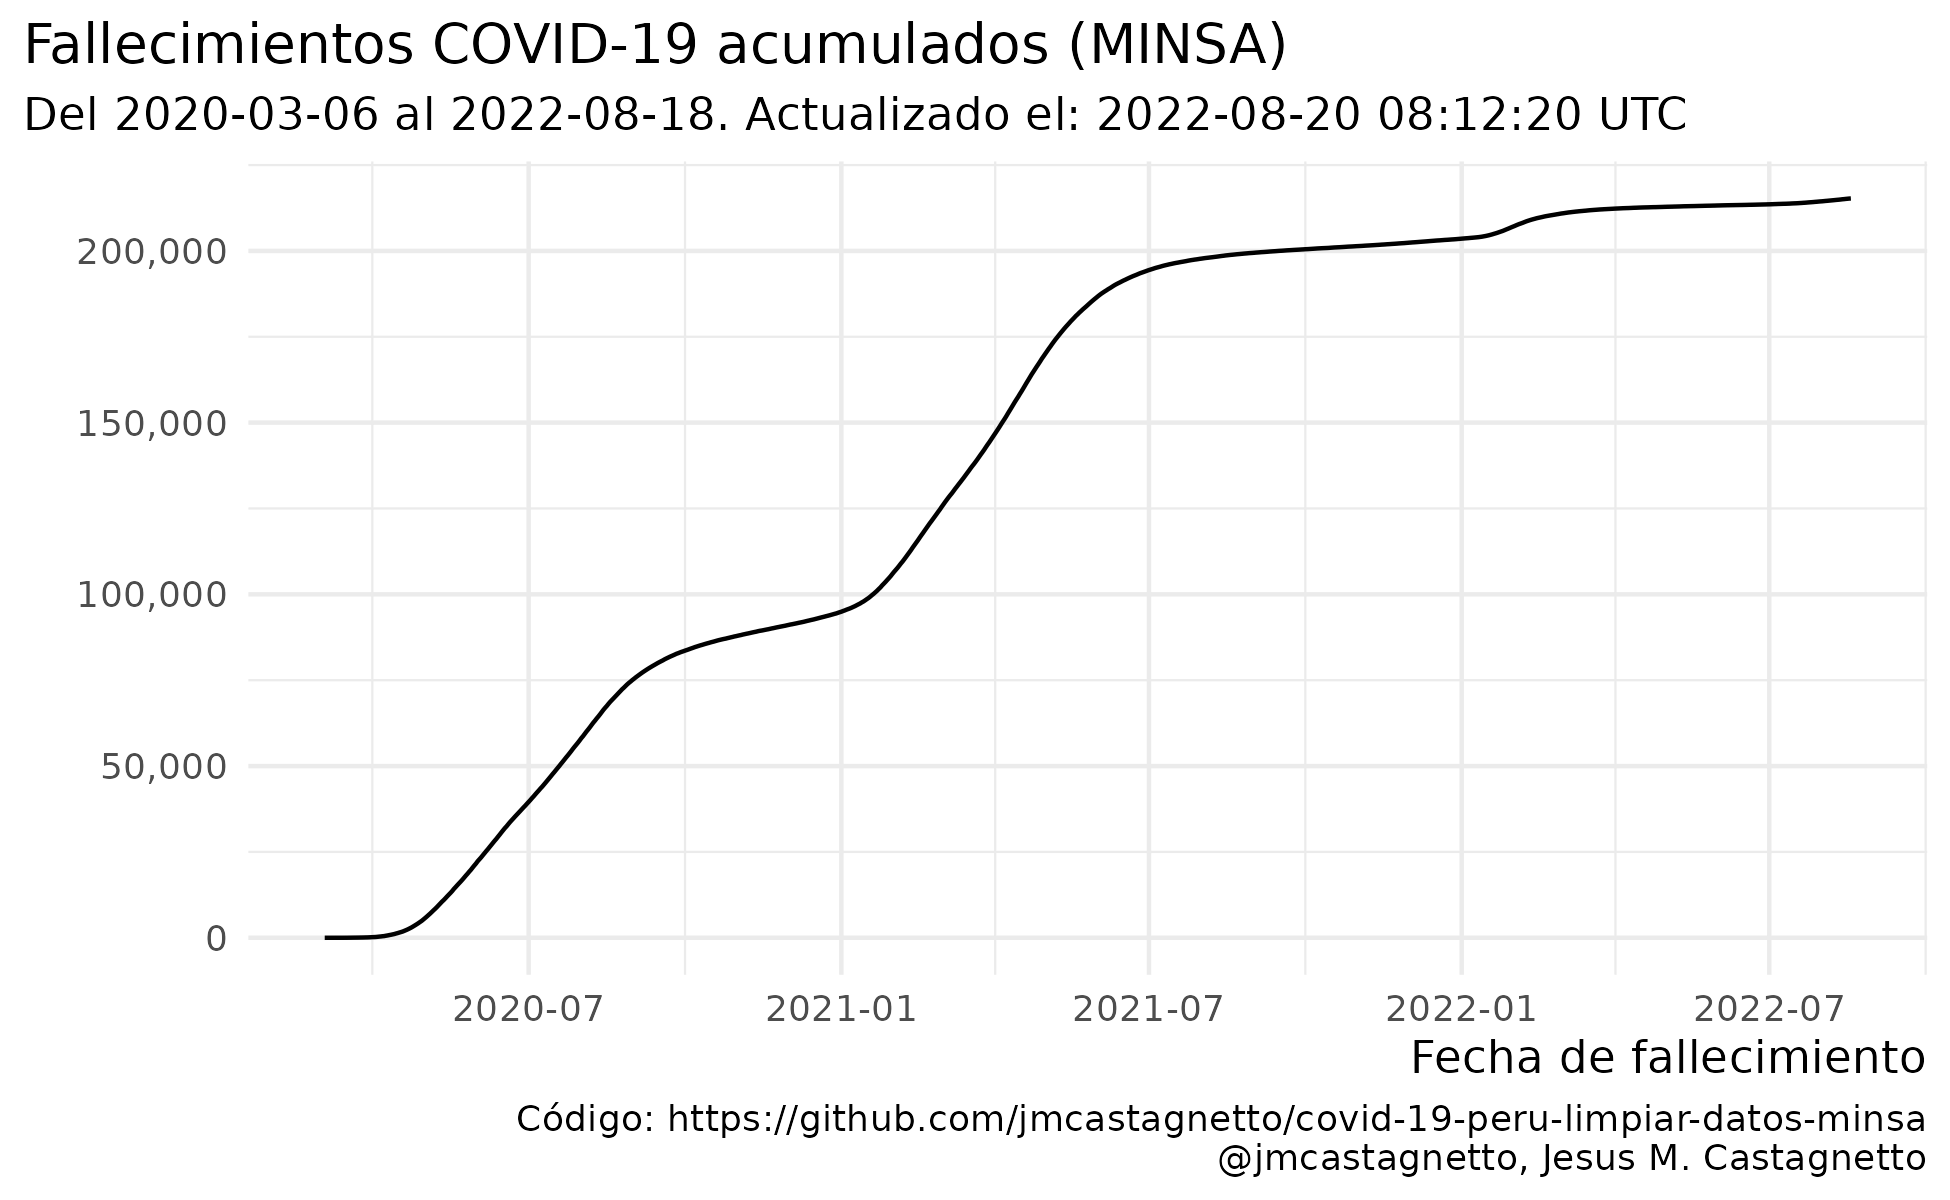 Fallecimientos COVID-19 acumulados (MINSA)
Del 2020-03-06 al 2022-08-18. Actualizado el: 2022-08-20 08:12:20 UTC
200,000
150,000
100,000
50,000
0
2020-07
2021-01
2021-07
2022-01
2022-07
Fecha de fallecimiento
Código: https://github.com/jmcastagnetto/covid-19-peru-limpiar-datos-minsa
@jmcastagnetto, Jesus M. Castagnetto